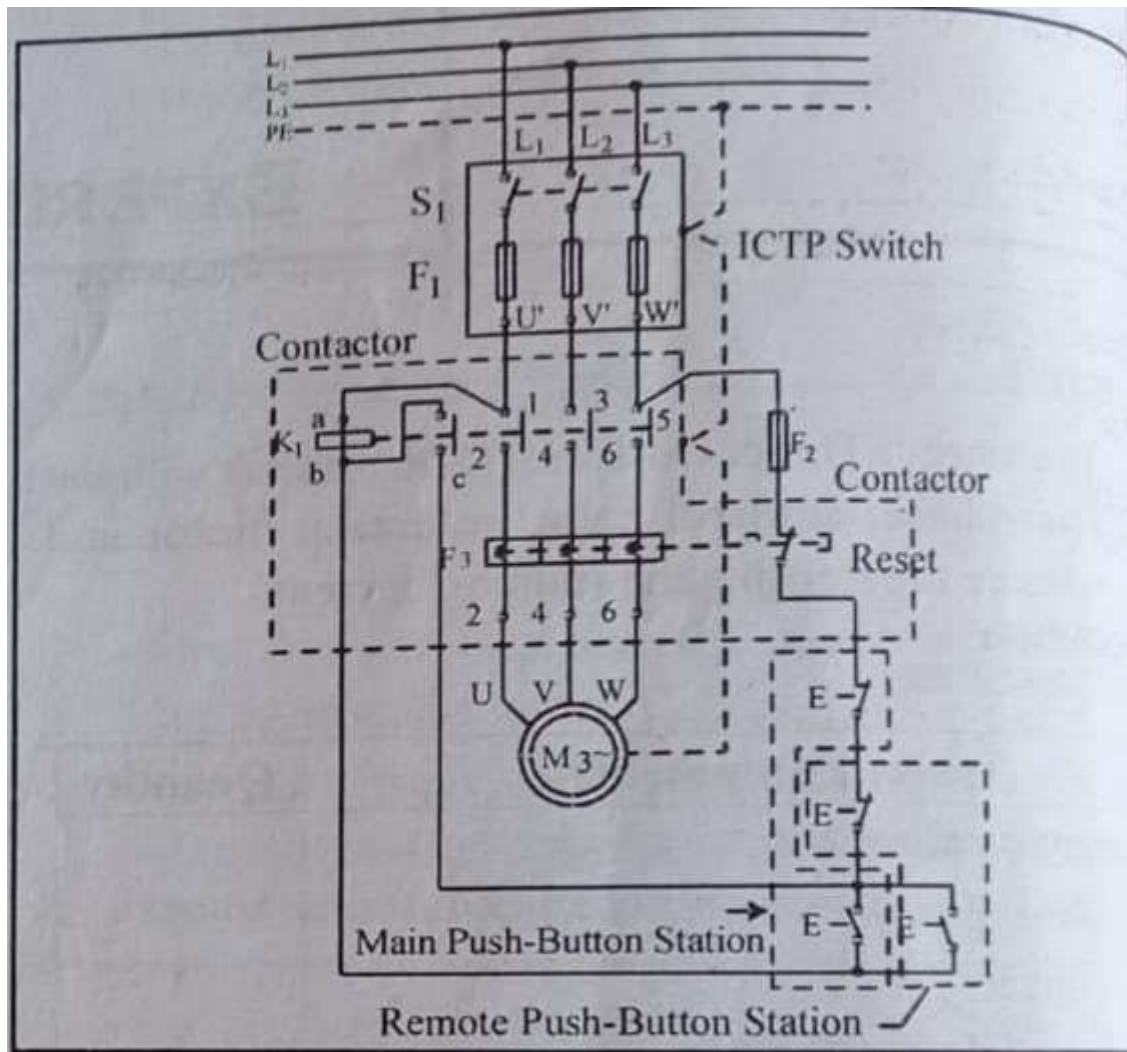 L1
L2
L3
PE
L1 L2 L3
S1
ICTP Switch
F1
U' V' W'
Contactor
a 1 3 5
K1 F2
b c 2 4 6
Contactor
F3 Reset
2 4 6
U V W
E
M 3~
E
E E
Main Push-Button Station
Remote Push-Button Station